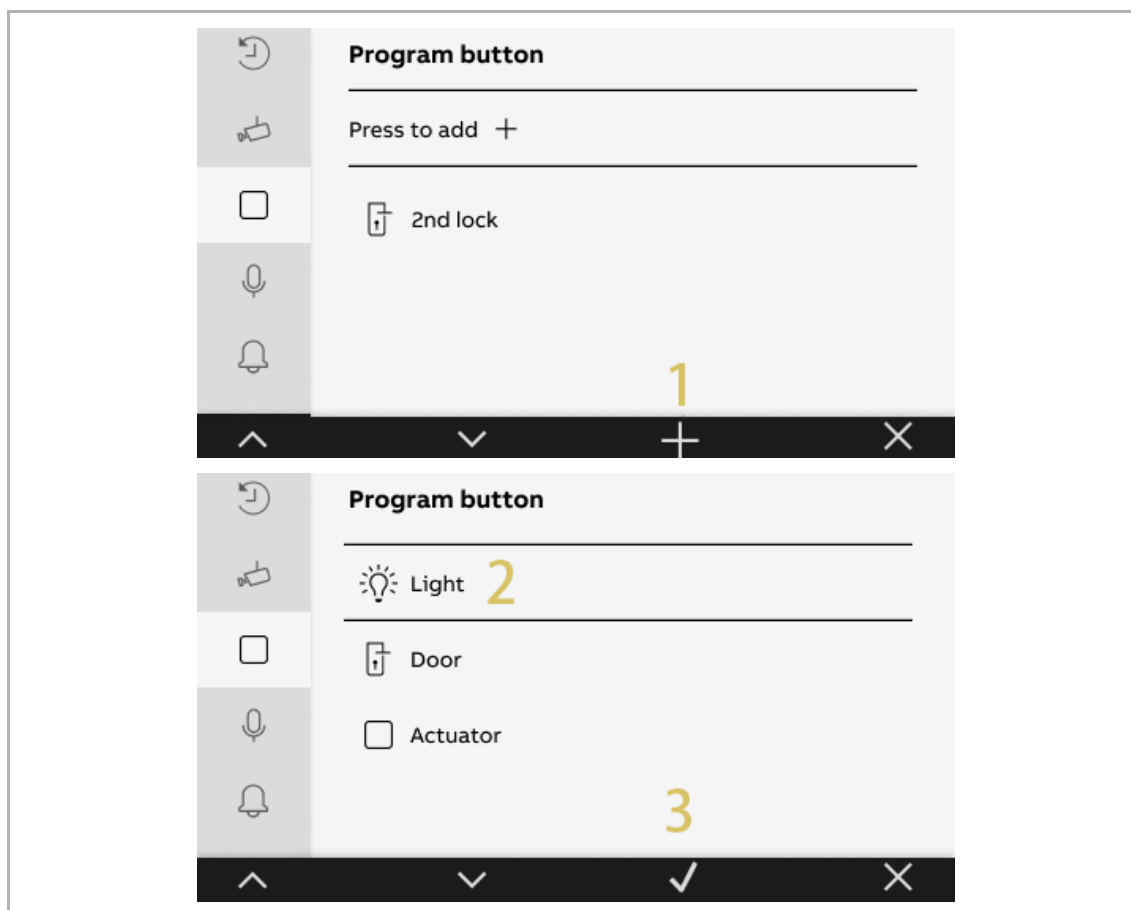 Program button
Press to add +
2nd lock
1
Program button
Light 2
Door
Actuator
3